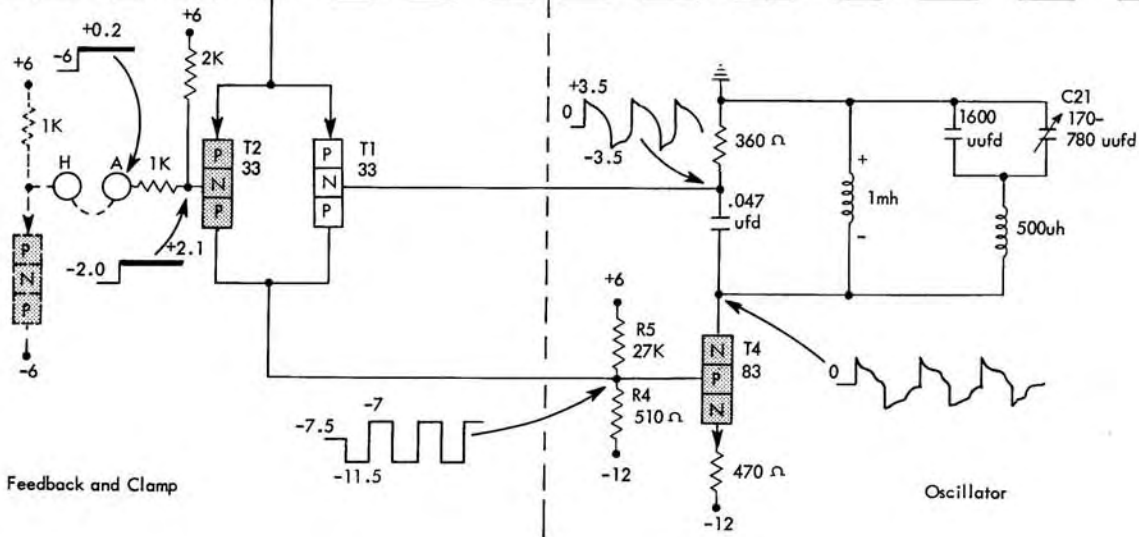 +6
+0.2
-6
+6
2K
1K
H
A
1K
P
N
P
T2
33
P
N
P
T1
33
-2.0
+2.1
P
N
P
-6
-7.5
-7
-11.5
Feedback and Clamp
+3.5
0
-3.5
360 Ω
.047
ufd
+
1mh
-
1600
uufd
C21
170-
780 uufd
500uh
+6
R5
27K
R4
510 Ω
-12
N
P
N
T4
83
470 Ω
-12
0
Oscillator